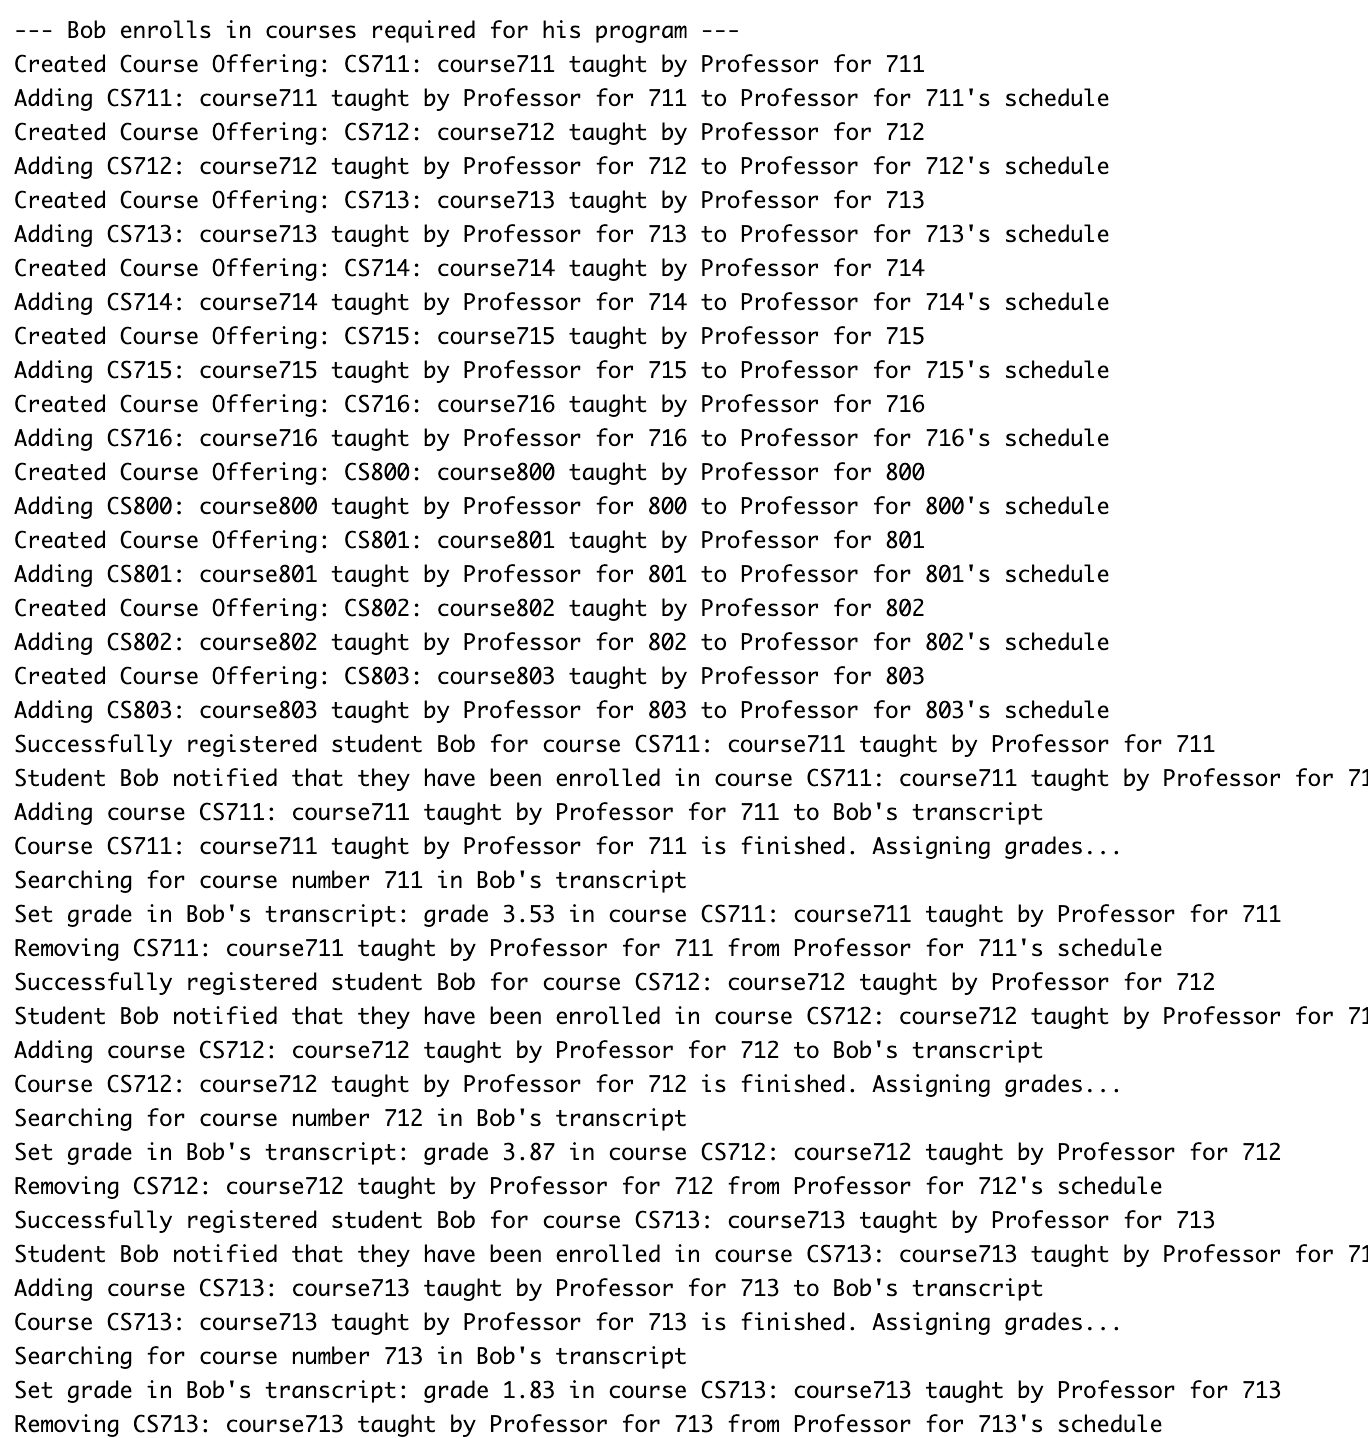 --- Bob enrolls in courses required for his program ---
Created Course Offering: CS711: course711 taught by Professor for 711
Adding CS711: course711 taught by Professor for 711 to Professor for 711's schedule
Created Course Offering: CS712: course712 taught by Professor for 712
Adding CS712: course712 taught by Professor for 712 to Professor for 712's schedule
Created Course Offering: CS713: course713 taught by Professor for 713
Adding CS713: course713 taught by Professor for 713 to Professor for 713's schedule
Created Course Offering: CS714: course714 taught by Professor for 714
Adding CS714: course714 taught by Professor for 714 to Professor for 714's schedule
Created Course Offering: CS715: course715 taught by Professor for 715
Adding CS715: course715 taught by Professor for 715 to Professor for 715's schedule
Created Course Offering: CS716: course716 taught by Professor for 716
Adding CS716: course716 taught by Professor for 716 to Professor for 716's schedule
Created Course Offering: CS800: course800 taught by Professor for 800
Adding CS800: course800 taught by Professor for 800 to Professor for 800's schedule
Created Course Offering: CS801: course801 taught by Professor for 801
Adding CS801: course801 taught by Professor for 801 to Professor for 801's schedule
Created Course Offering: CS802: course802 taught by Professor for 802
Adding CS802: course802 taught by Professor for 802 to Professor for 802's schedule
Created Course Offering: CS803: course803 taught by Professor for 803
Adding CS803: course803 taught by Professor for 803 to Professor for 803's schedule
Successfully registered student Bob for course CS711: course711 taught by Professor for 711
Student Bob notified that they have been enrolled in course CS711: course711 taught by Professor for 71
Adding course CS711: course711 taught by Professor for 711 to Bob's transcript
Course CS711: course711 taught by Professor for 711 is finished. Assigning grades...
Searching for course number 711 in Bob's transcript
Set grade in Bob's transcript: grade 3.53 in course CS711: course711 taught by Professor for 711
Removing CS711: course711 taught by Professor for 711 from Professor for 711's schedule
Successfully registered student Bob for course CS712: course712 taught by Professor for 712
Student Bob notified that they have been enrolled in course CS712: course712 taught by Professor for 71
Adding course CS712: course712 taught by Professor for 712 to Bob's transcript
Course CS712: course712 taught by Professor for 712 is finished. Assigning grades...
Searching for course number 712 in Bob's transcript
Set grade in Bob's transcript: grade 3.87 in course CS712: course712 taught by Professor for 712
Removing CS712: course712 taught by Professor for 712 from Professor for 712's schedule
Successfully registered student Bob for course CS713: course713 taught by Professor for 713
Student Bob notified that they have been enrolled in course CS713: course713 taught by Professor for 71
Adding course CS713: course713 taught by Professor for 713 to Bob's transcript
Course CS713: course713 taught by Professor for 713 is finished. Assigning grades...
Searching for course number 713 in Bob's transcript
Set grade in Bob's transcript: grade 1.83 in course CS713: course713 taught by Professor for 713
Removing CS713: course713 taught by Professor for 713 from Professor for 713's schedule